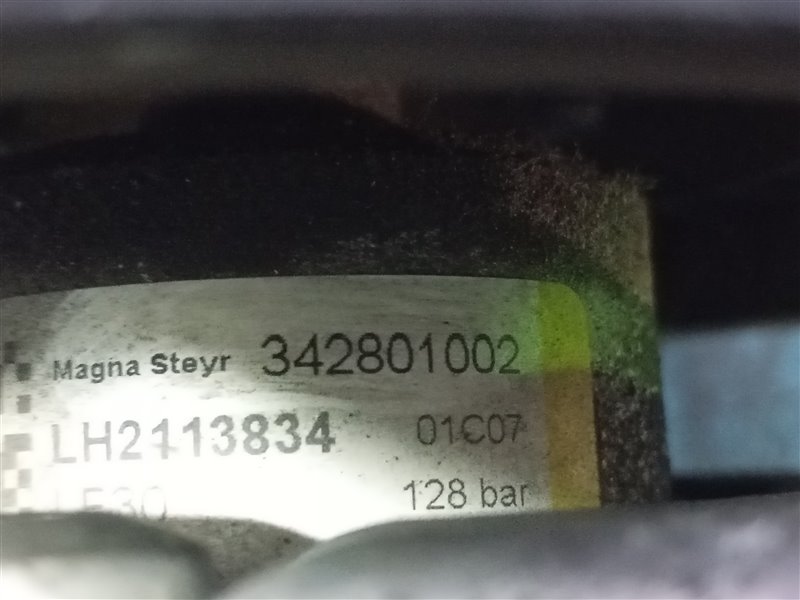 Magna Steyr 342801002
LH2113834 01C07
128 bar